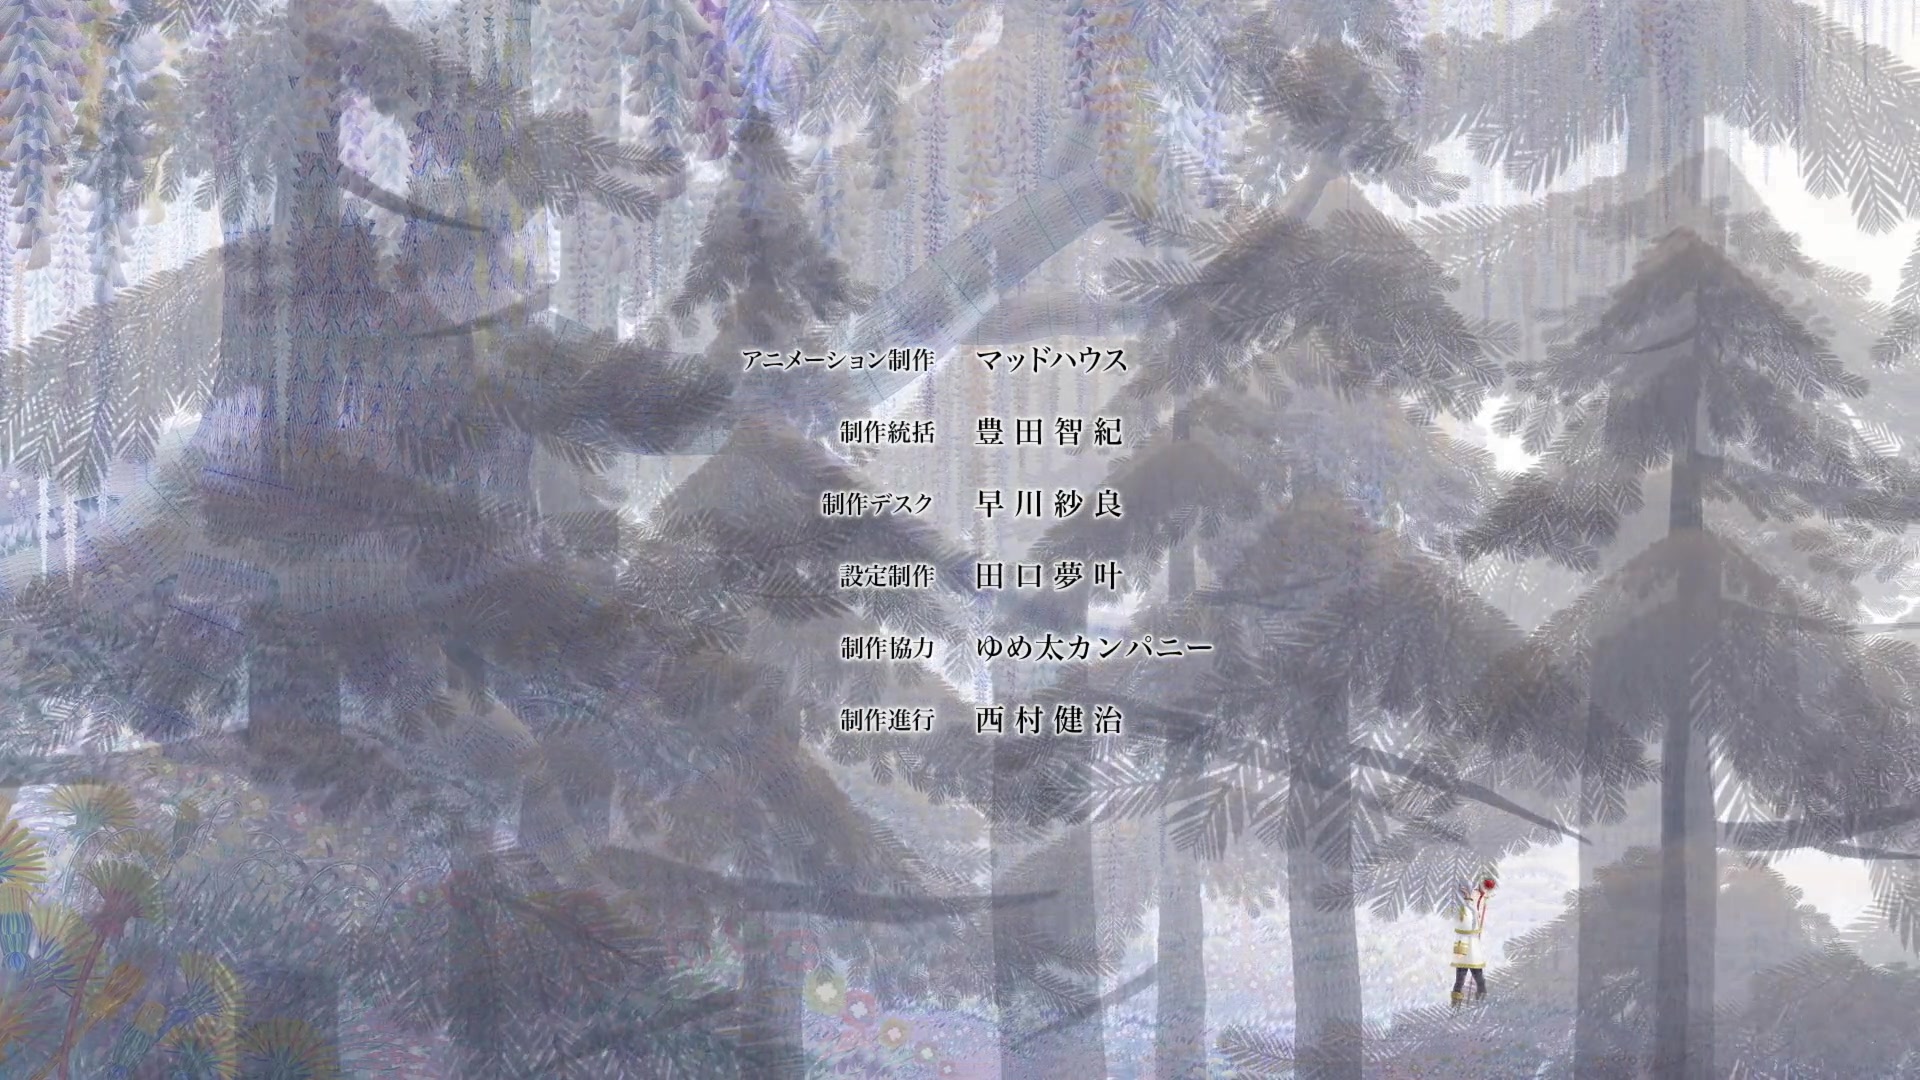 アニメーション制作 マッドハウス
制作統括 豊田智紀
制作デスク 早川紗良
設定制作 田口夢叶
制作協力 ゆめ太カンパニー
制作進行 西村健治